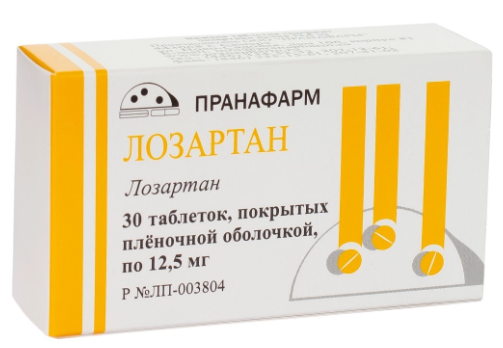 ПРАНАФАРМ
ЛОЗАРТАН
Лозартан
30 таблеток, покрытых
плёночной оболочкой,
по 12,5 мг
Р №ЛП-003804